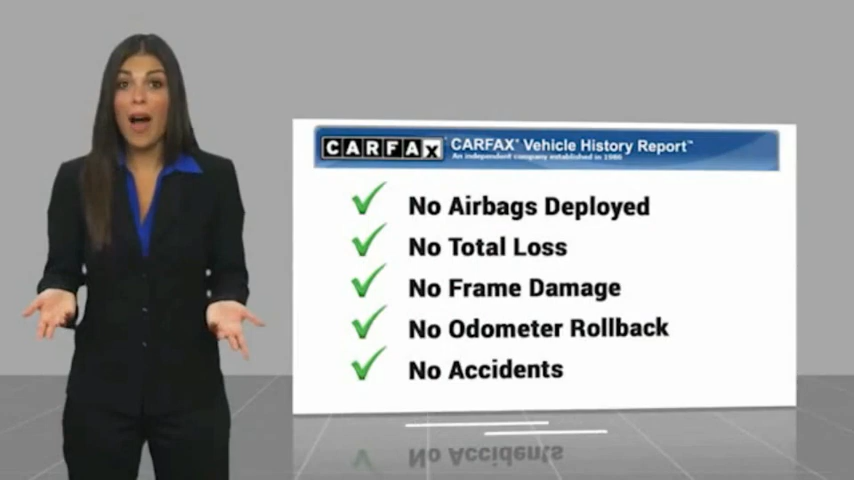 CARFAX CARFAX® Vehicle History Report™
An independent company established in 1986
No Airbags Deployed
No Total Loss
No Frame Damage
No Odometer Rollback
No Accidents
No Accidents